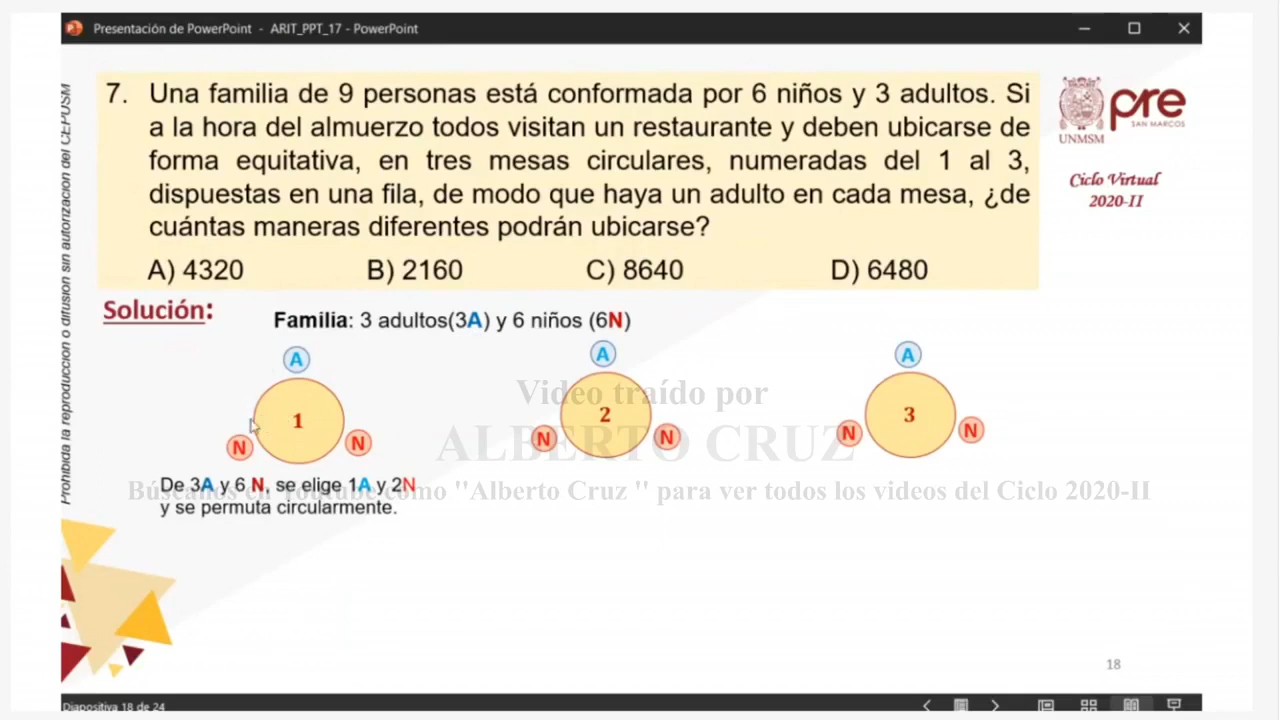 Presentación de PowerPoint - ARIT_PPT_17 - PowerPoint
Prohibida la reproduccion o difusion sin autorizacion del CEPUSM
7. Una familia de 9 personas está conformada por 6 niños y 3 adultos. Si
a la hora del almuerzo todos visitan un restaurante y deben ubicarse de
forma equitativa, en tres mesas circulares, numeradas del 1 al 3,
dispuestas en una fila, de modo que haya un adulto en cada mesa, ¿de
cuántas maneras diferentes podrán ubicarse?
A) 4320 B) 2160 C) 8640 D) 6480
UNMSM
pre
SAN MARCOS
Ciclo Virtual
2020-II
Solución:
Familia: 3 adultos(3A) y 6 niños (6N)
A
1
N N
A
2
N N
A
3
N N
Video traído por
ALBERTO CRUZ
Búscanos en Youtube como "Alberto Cruz " para ver todos los videos del Ciclo 2020-II
De 3A y 6 N, se elige 1A y 2N
y se permuta circularmente.
18
Diapositiva 18 de 24